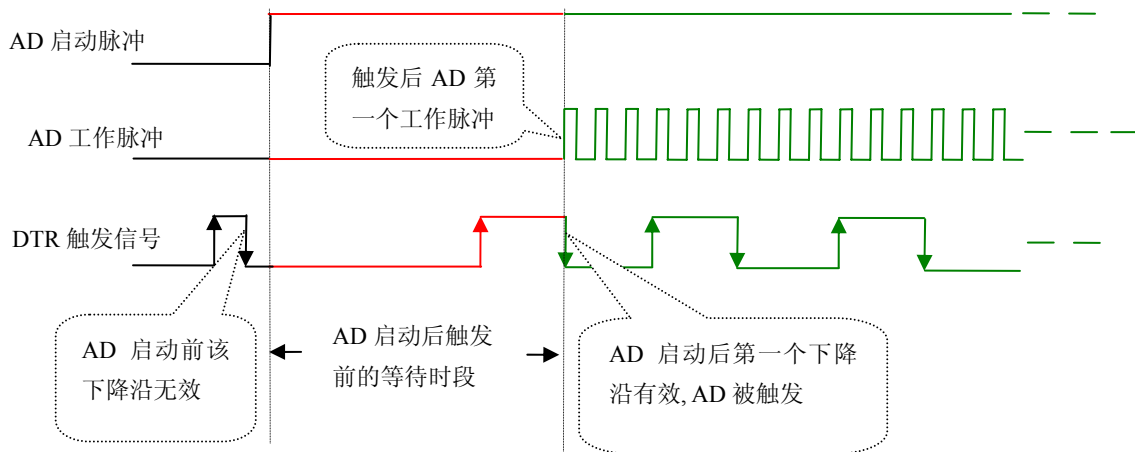 AD 启动脉冲
触发后 AD 第
一个工作脉冲
AD 工作脉冲
DTR 触发信号
AD 启动前该
下降沿无效
AD 启动后触发
前的等待时段
AD 启动后第一个下降
沿有效, AD 被触发